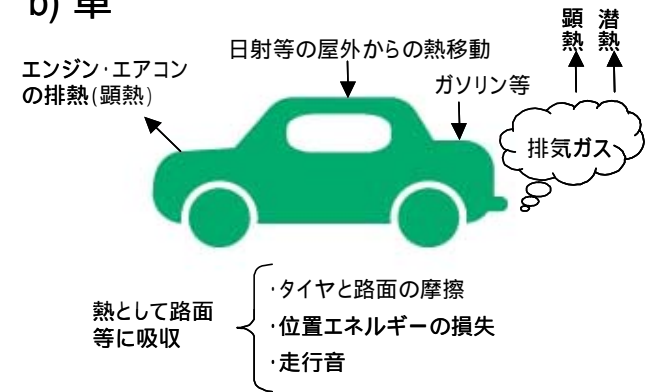 b) 車
日射等の屋外からの熱移動
エンジン・エアコン
の排熱(顕熱)
ガソリン等
顕熱
潜熱
排気ガス
熱として路面
等に吸収
・タイヤと路面の摩擦
・位置エネルギーの損失
・走行音